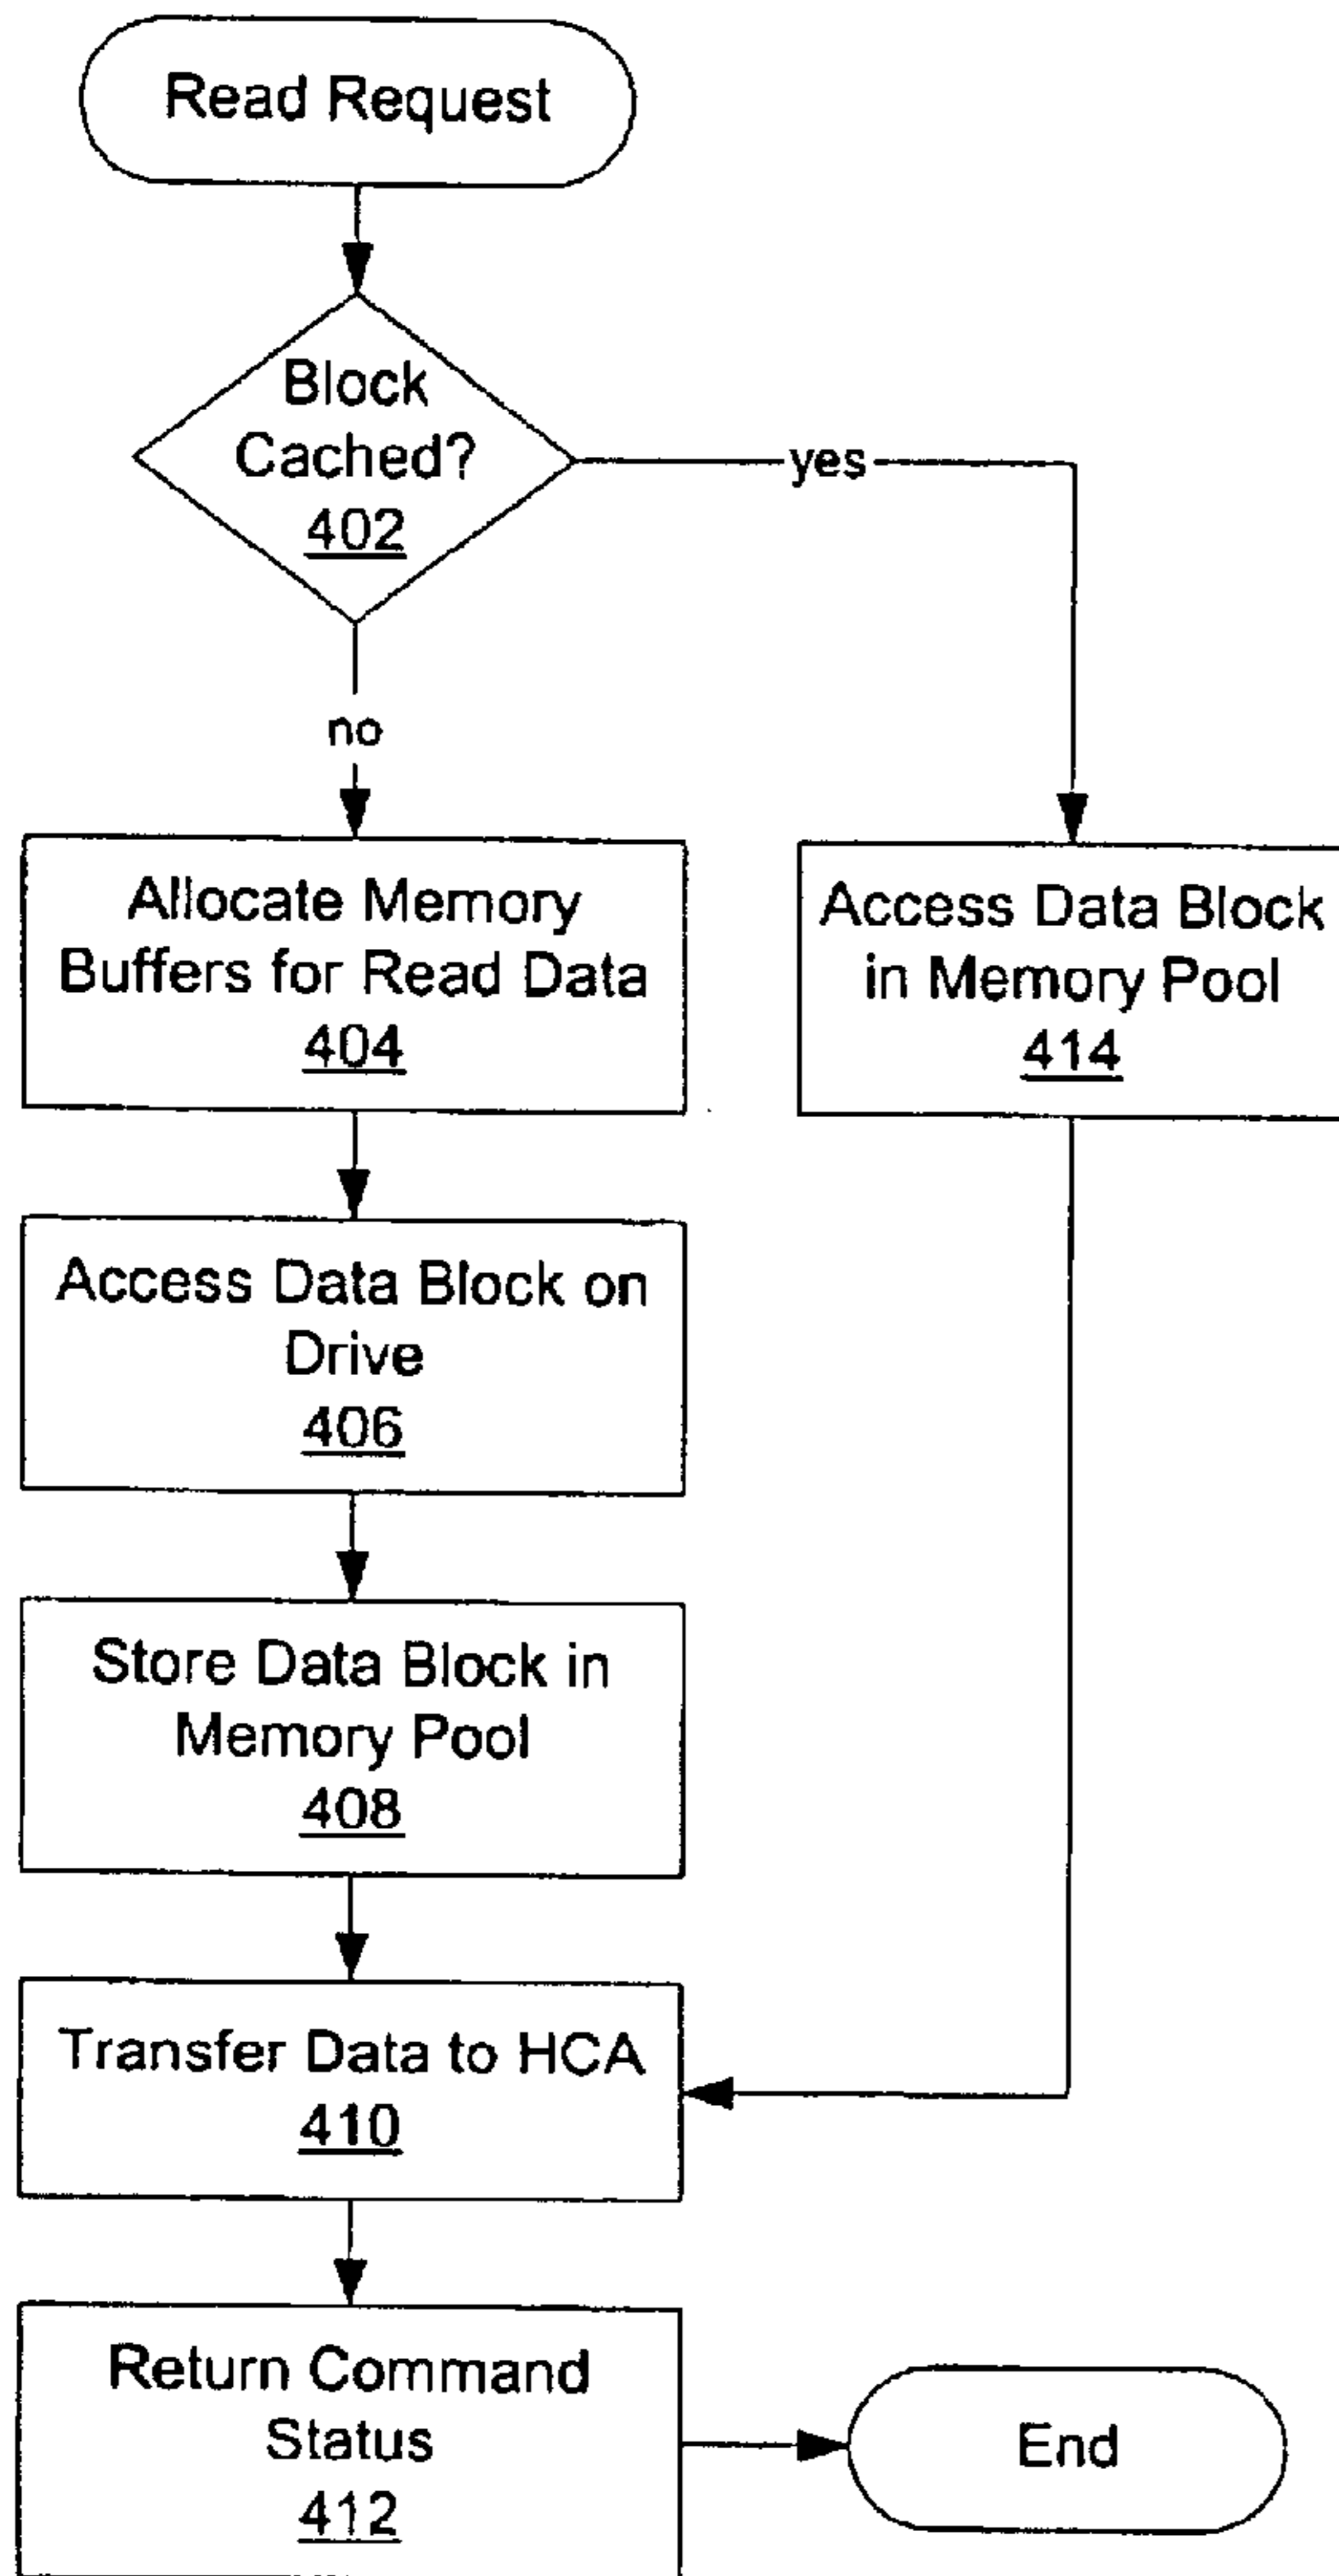 Read Request
Block
Cached?
402
yes
no
Allocate Memory
Buffers for Read Data
404
Access Data Block
in Memory Pool
414
Access Data Block on
Drive
406
Store Data Block in
Memory Pool
408
Transfer Data to HCA
410
Return Command
Status
412
End